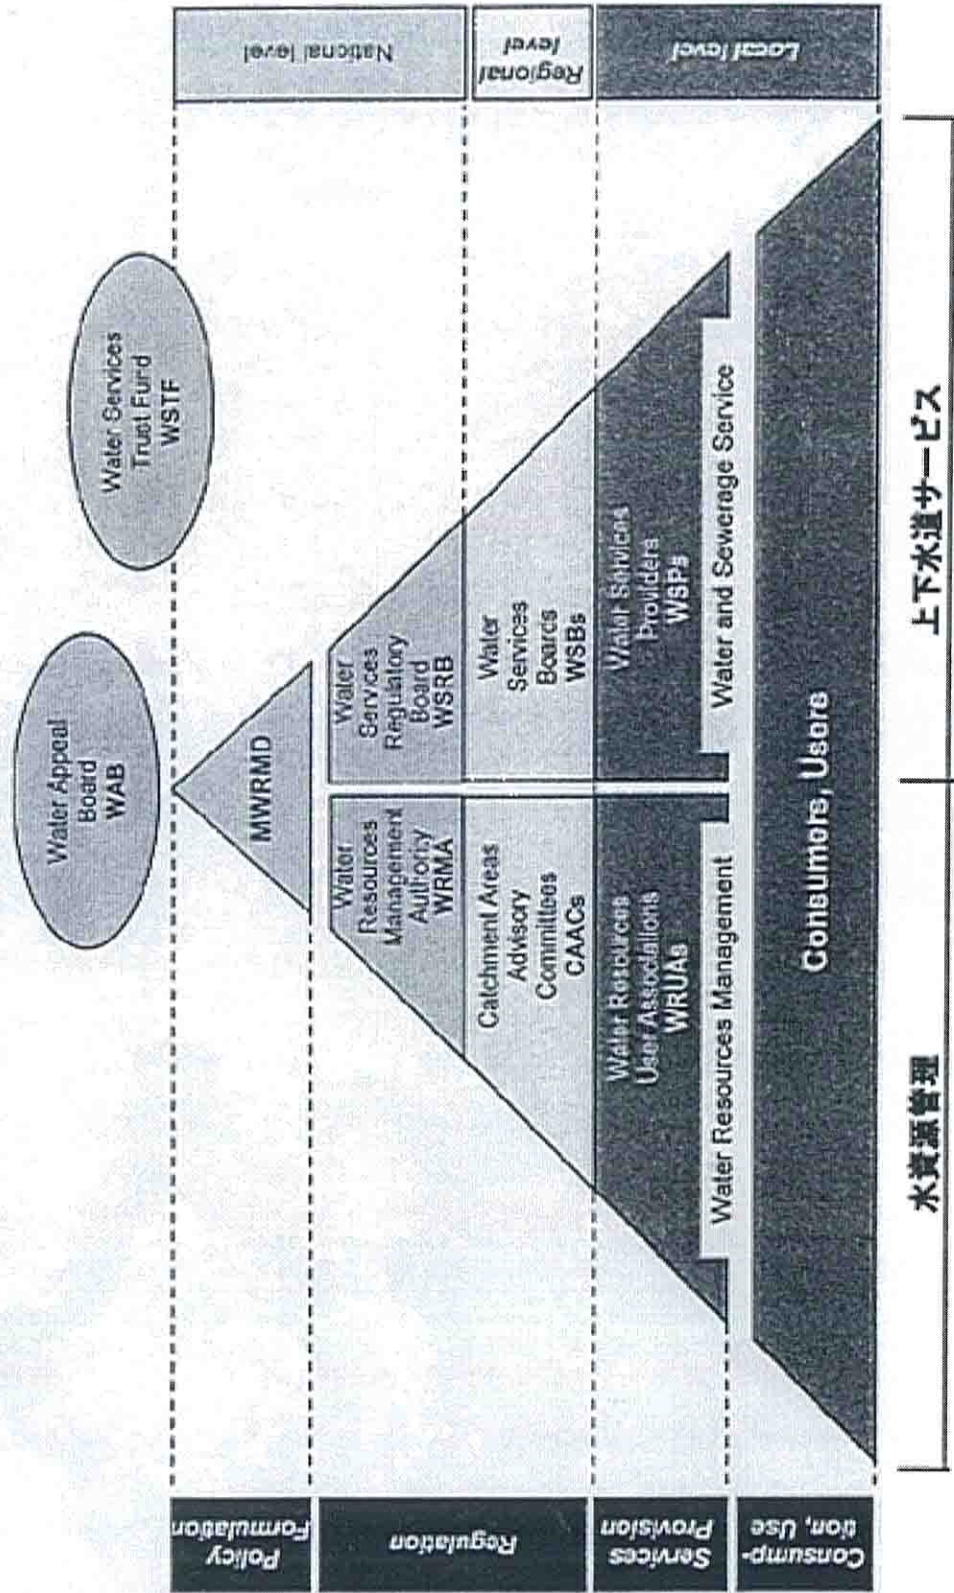 Water Appeal
Board
WAB
Water Services
Trust Fund
WSTF
Policy
Formulation
MWRMD
National level
Regulation
Water
Resources
Management
Authority
WRMA
Water
Services
Regulatory
Board
WSRB
Catchment Areas
Advisory
Committees
CAACs
Water
Services
Boards
WSBs
Regional
level
Services
Provision
Water Resources
User Associations
WRUAs
Water Services
Providers
WSPs
Local level
Water Resources Management
Water and Sewerage Service
Consump-
tion, Use
Consumers, Users
水資源管理
上下水道サービス